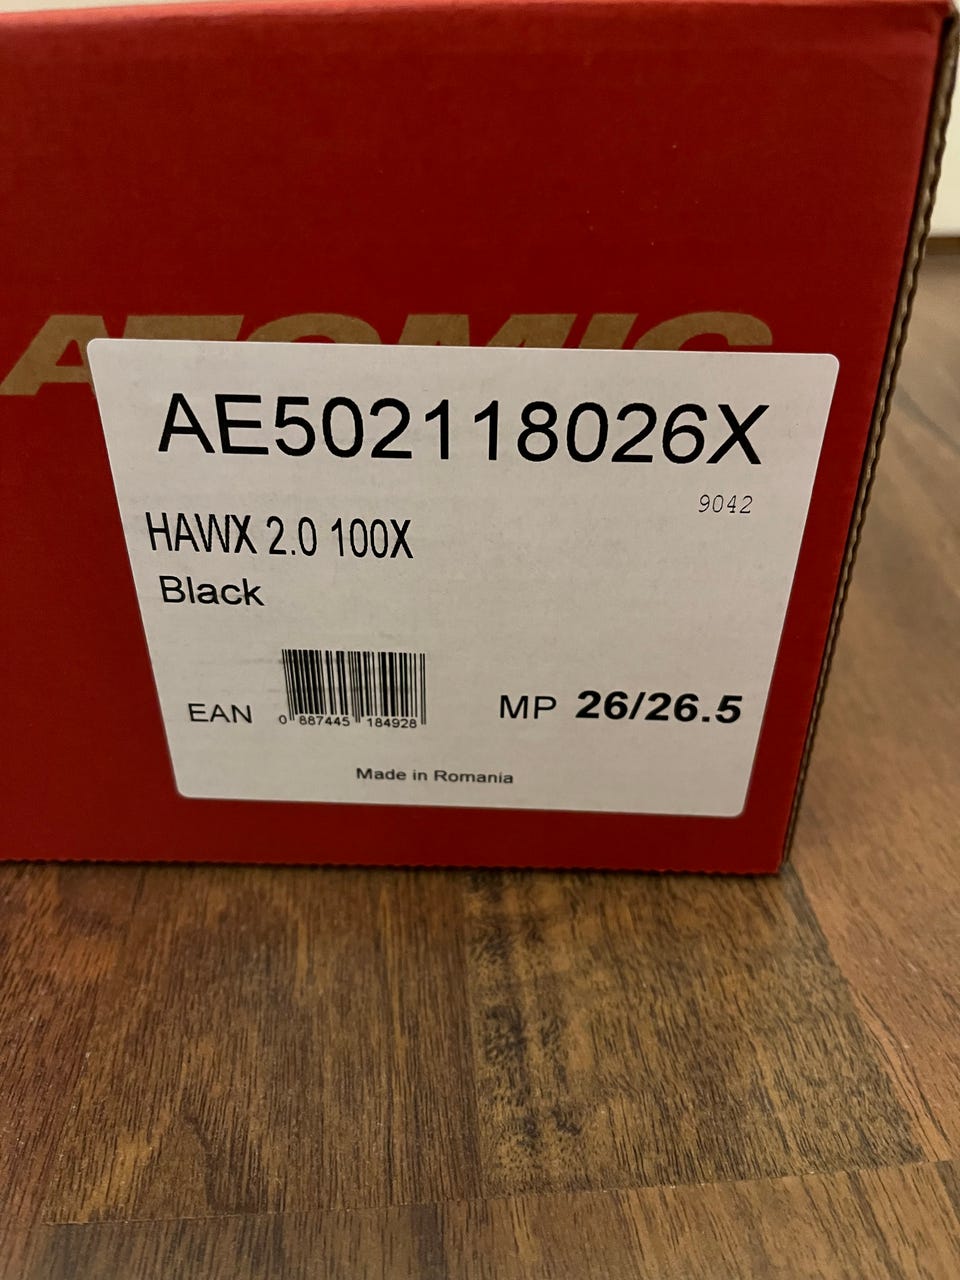 ATOMIC
AE502118026X
9042
HAWX 2.0 100X
Black
EAN
0 887445 184928
MP 26/26.5
Made in Romania